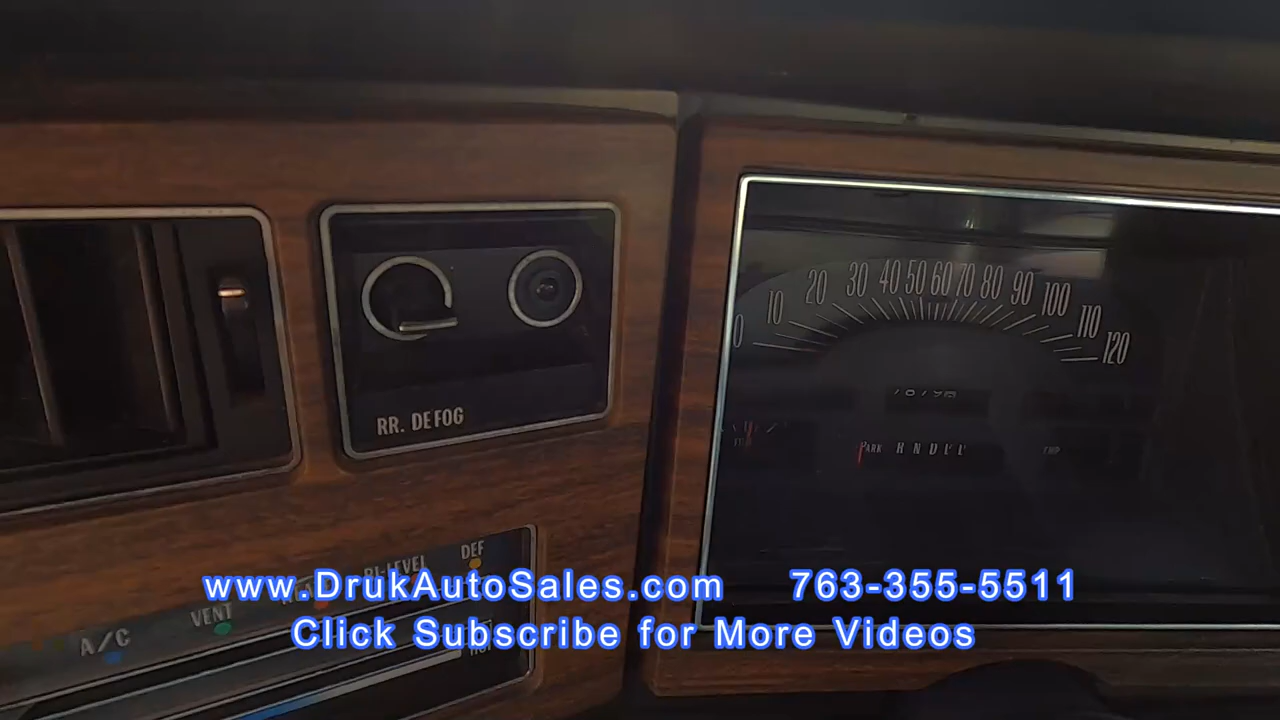 0 10 20 30 40 50 60 70 80 90 100 110 120
PARK R N D L L
RR. DEFOG
A/C VENT BI-LEVEL DEF
www.DrukAutoSales.com 763-355-5511
Click Subscribe for More Videos